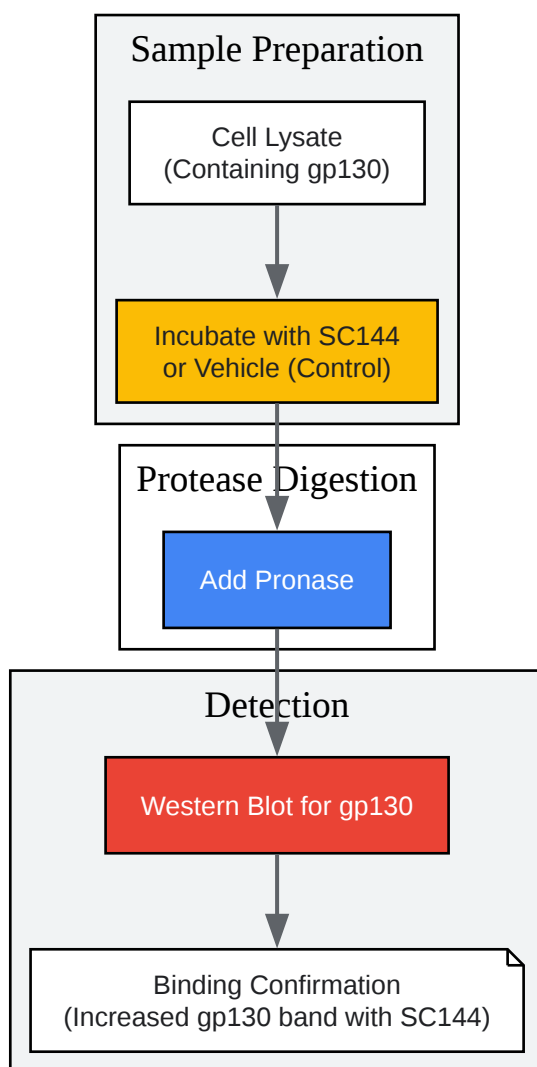 Sample Preparation
Cell Lysate
(Containing gp130)
Incubate with SC144
or Vehicle (Control)
Protease Digestion
Add Pronase
Detection
Western Blot for gp130
Binding Confirmation
(Increased gp130 band with SC144)